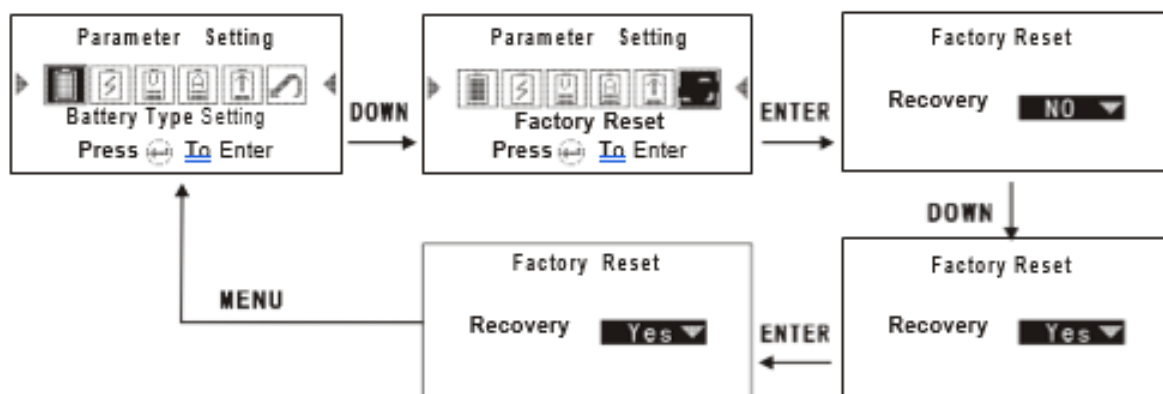 Parameter Setting
Battery Type Setting
Press To Enter
DOWN
Parameter Setting
Factory Reset
Press To Enter
ENTER
Factory Reset
Recovery NO
DOWN
Factory Reset
Recovery Yes
ENTER
Factory Reset
Recovery Yes
MENU